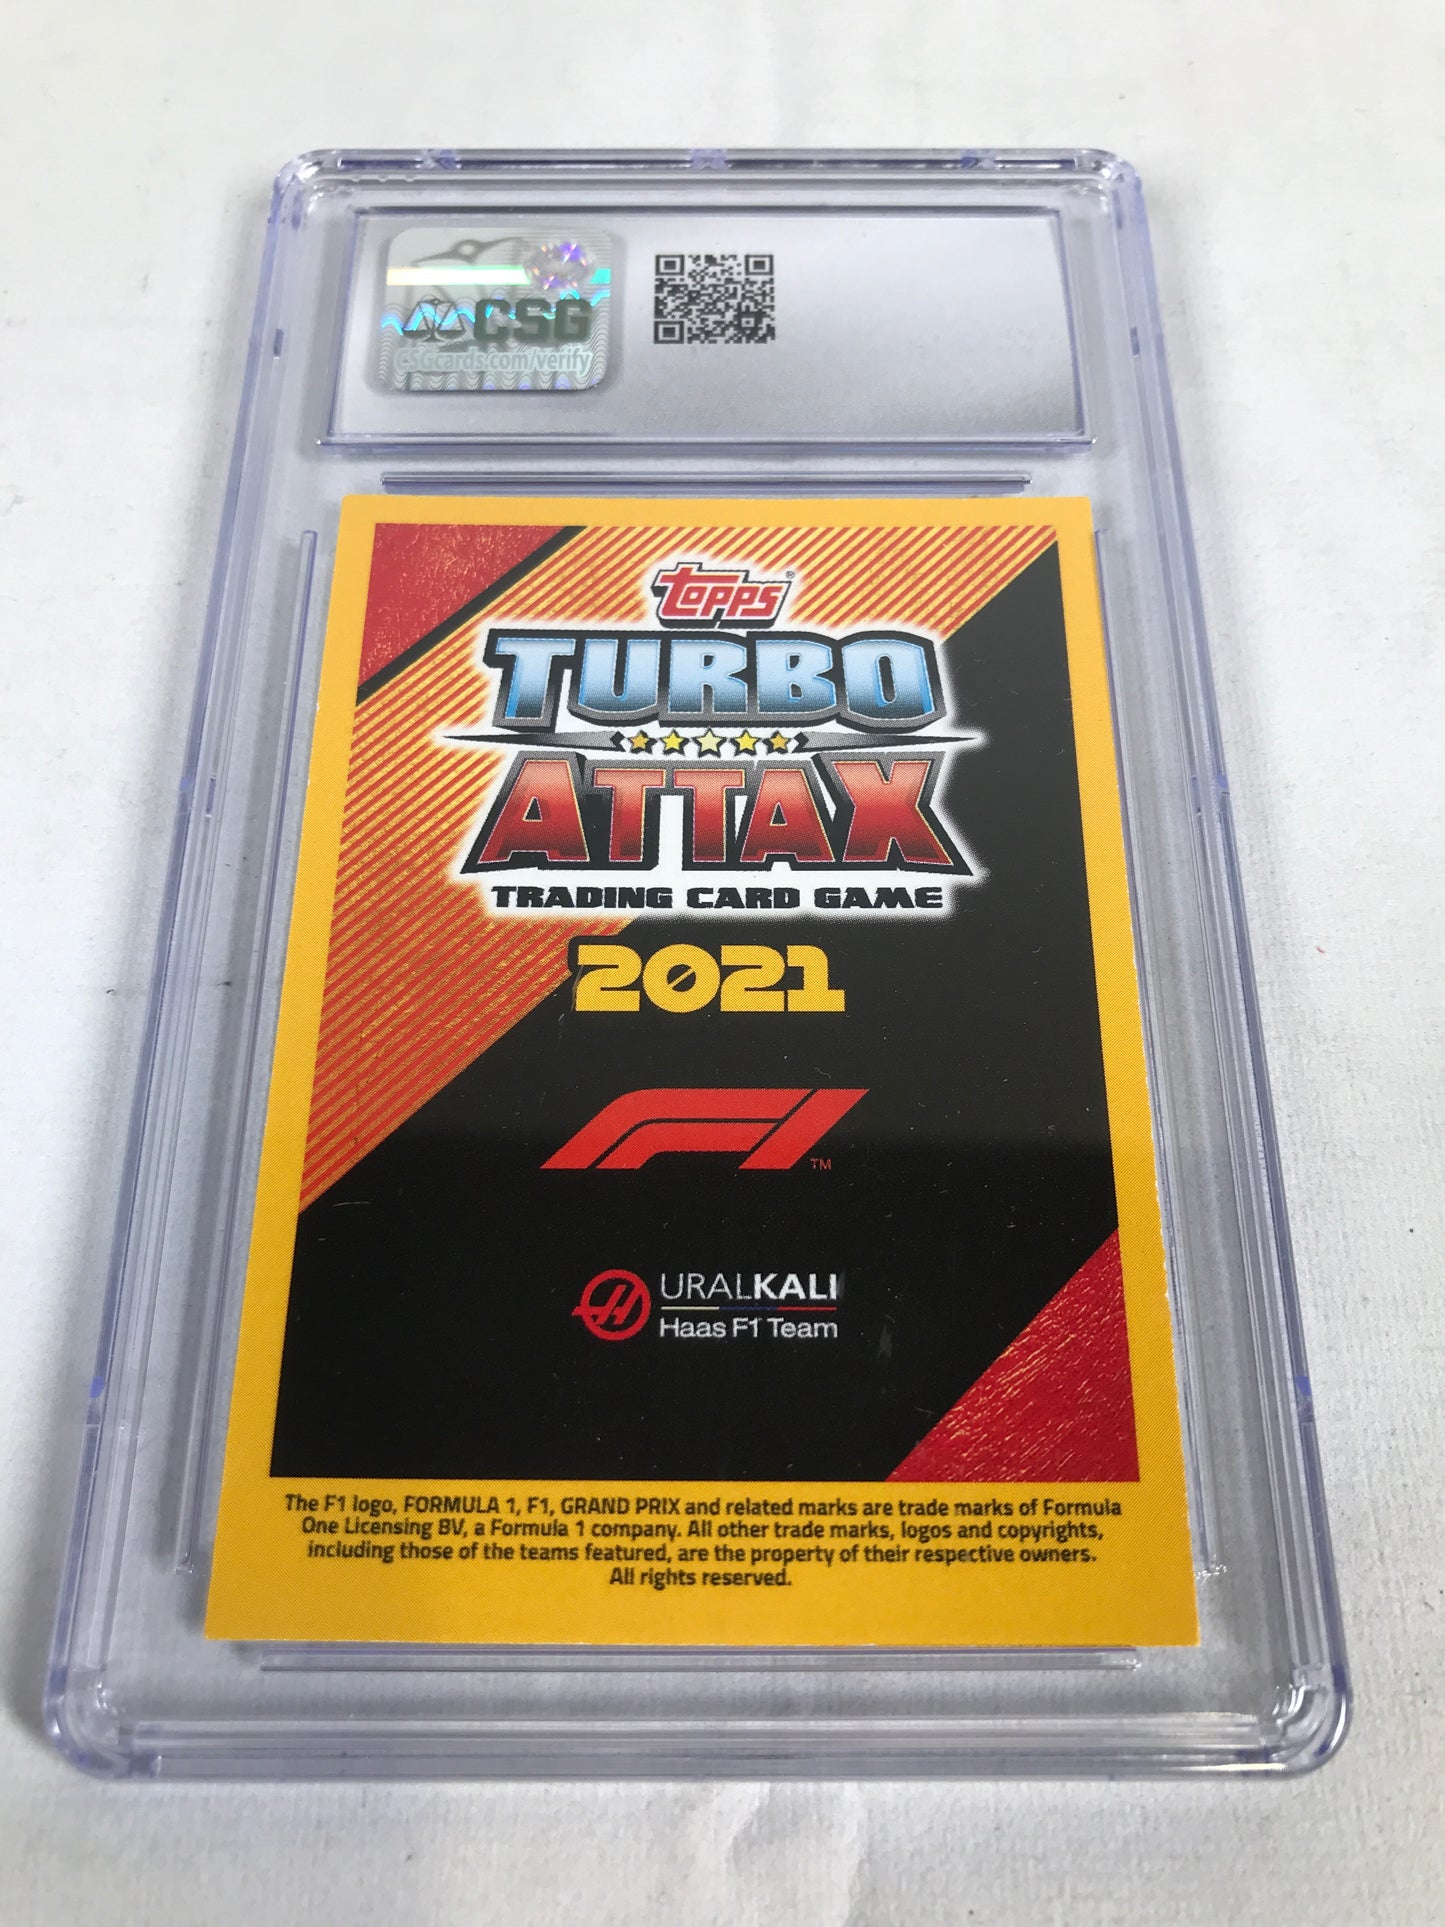 CSG
CSGcards.com/verify
topps®
TURBO
ATTAX
TRADING CARD GAME
2021
F1™
URALKALI
Haas F1 Team
The F1 logo, FORMULA 1, F1, GRAND PRIX and related marks are trade marks of Formula
One Licensing BV, a Formula 1 company. All other trade marks, logos and copyrights,
including those of the teams featured, are the property of their respective owners.
All rights reserved.